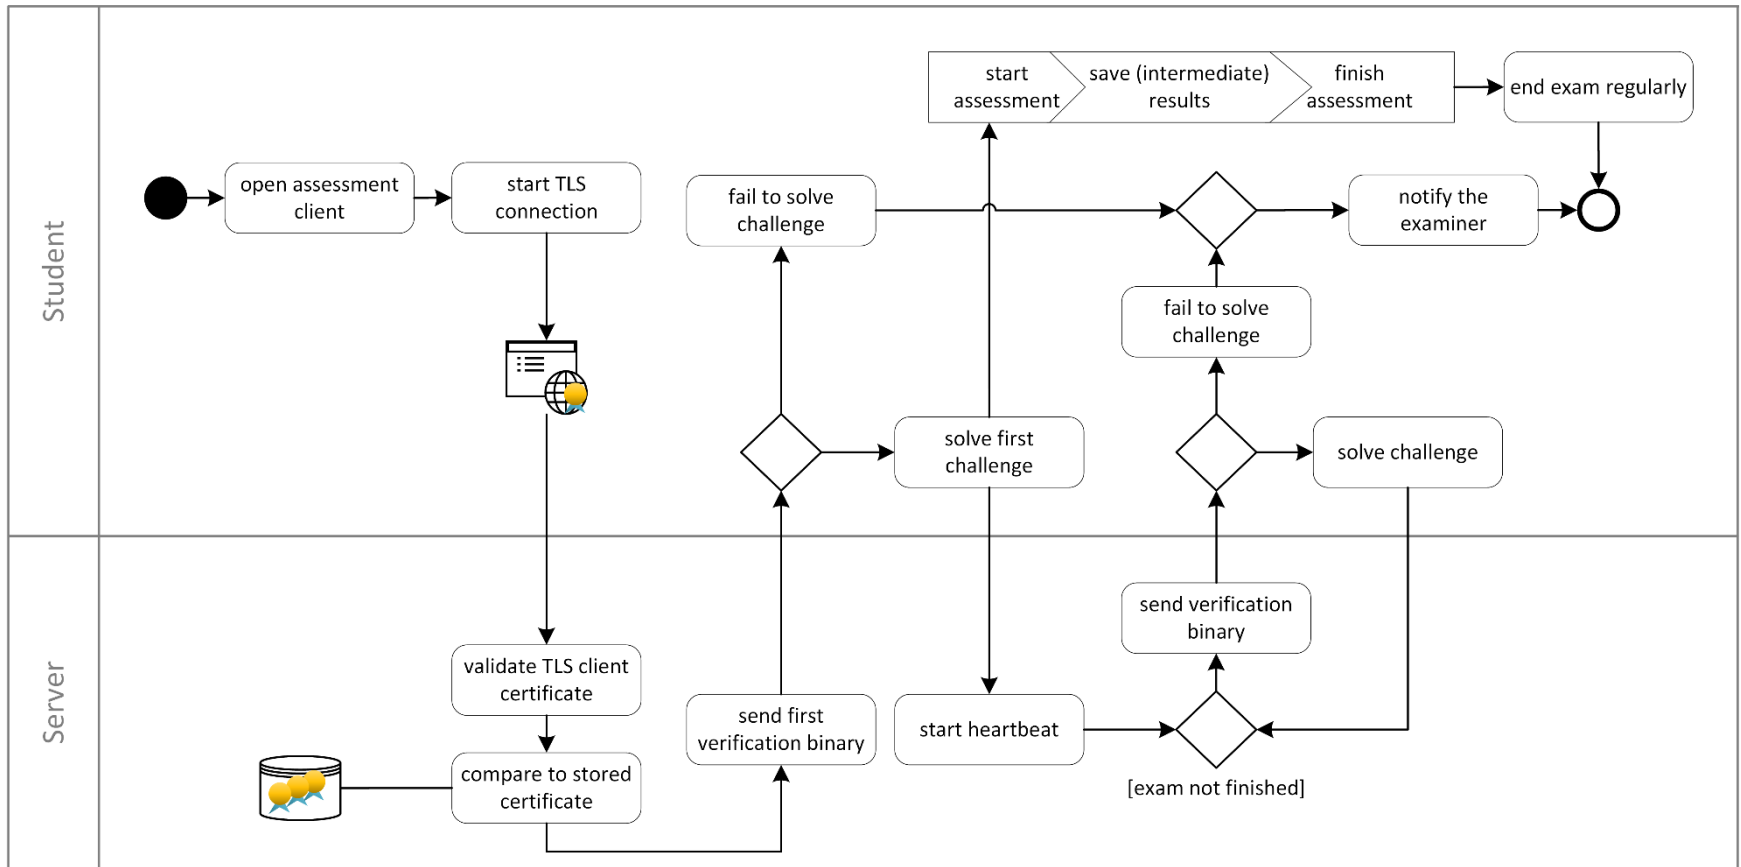 Student
start
assessment
save (intermediate)
results
finish
assessment
end exam regularly
open assessment
client
start TLS
connection
fail to solve
challenge
notify the
examiner
fail to solve
challenge
solve first
challenge
solve challenge
Server
send verification
binary
validate TLS client
certificate
send first
verification binary
start heartbeat
compare to stored
certificate
[exam not finished]